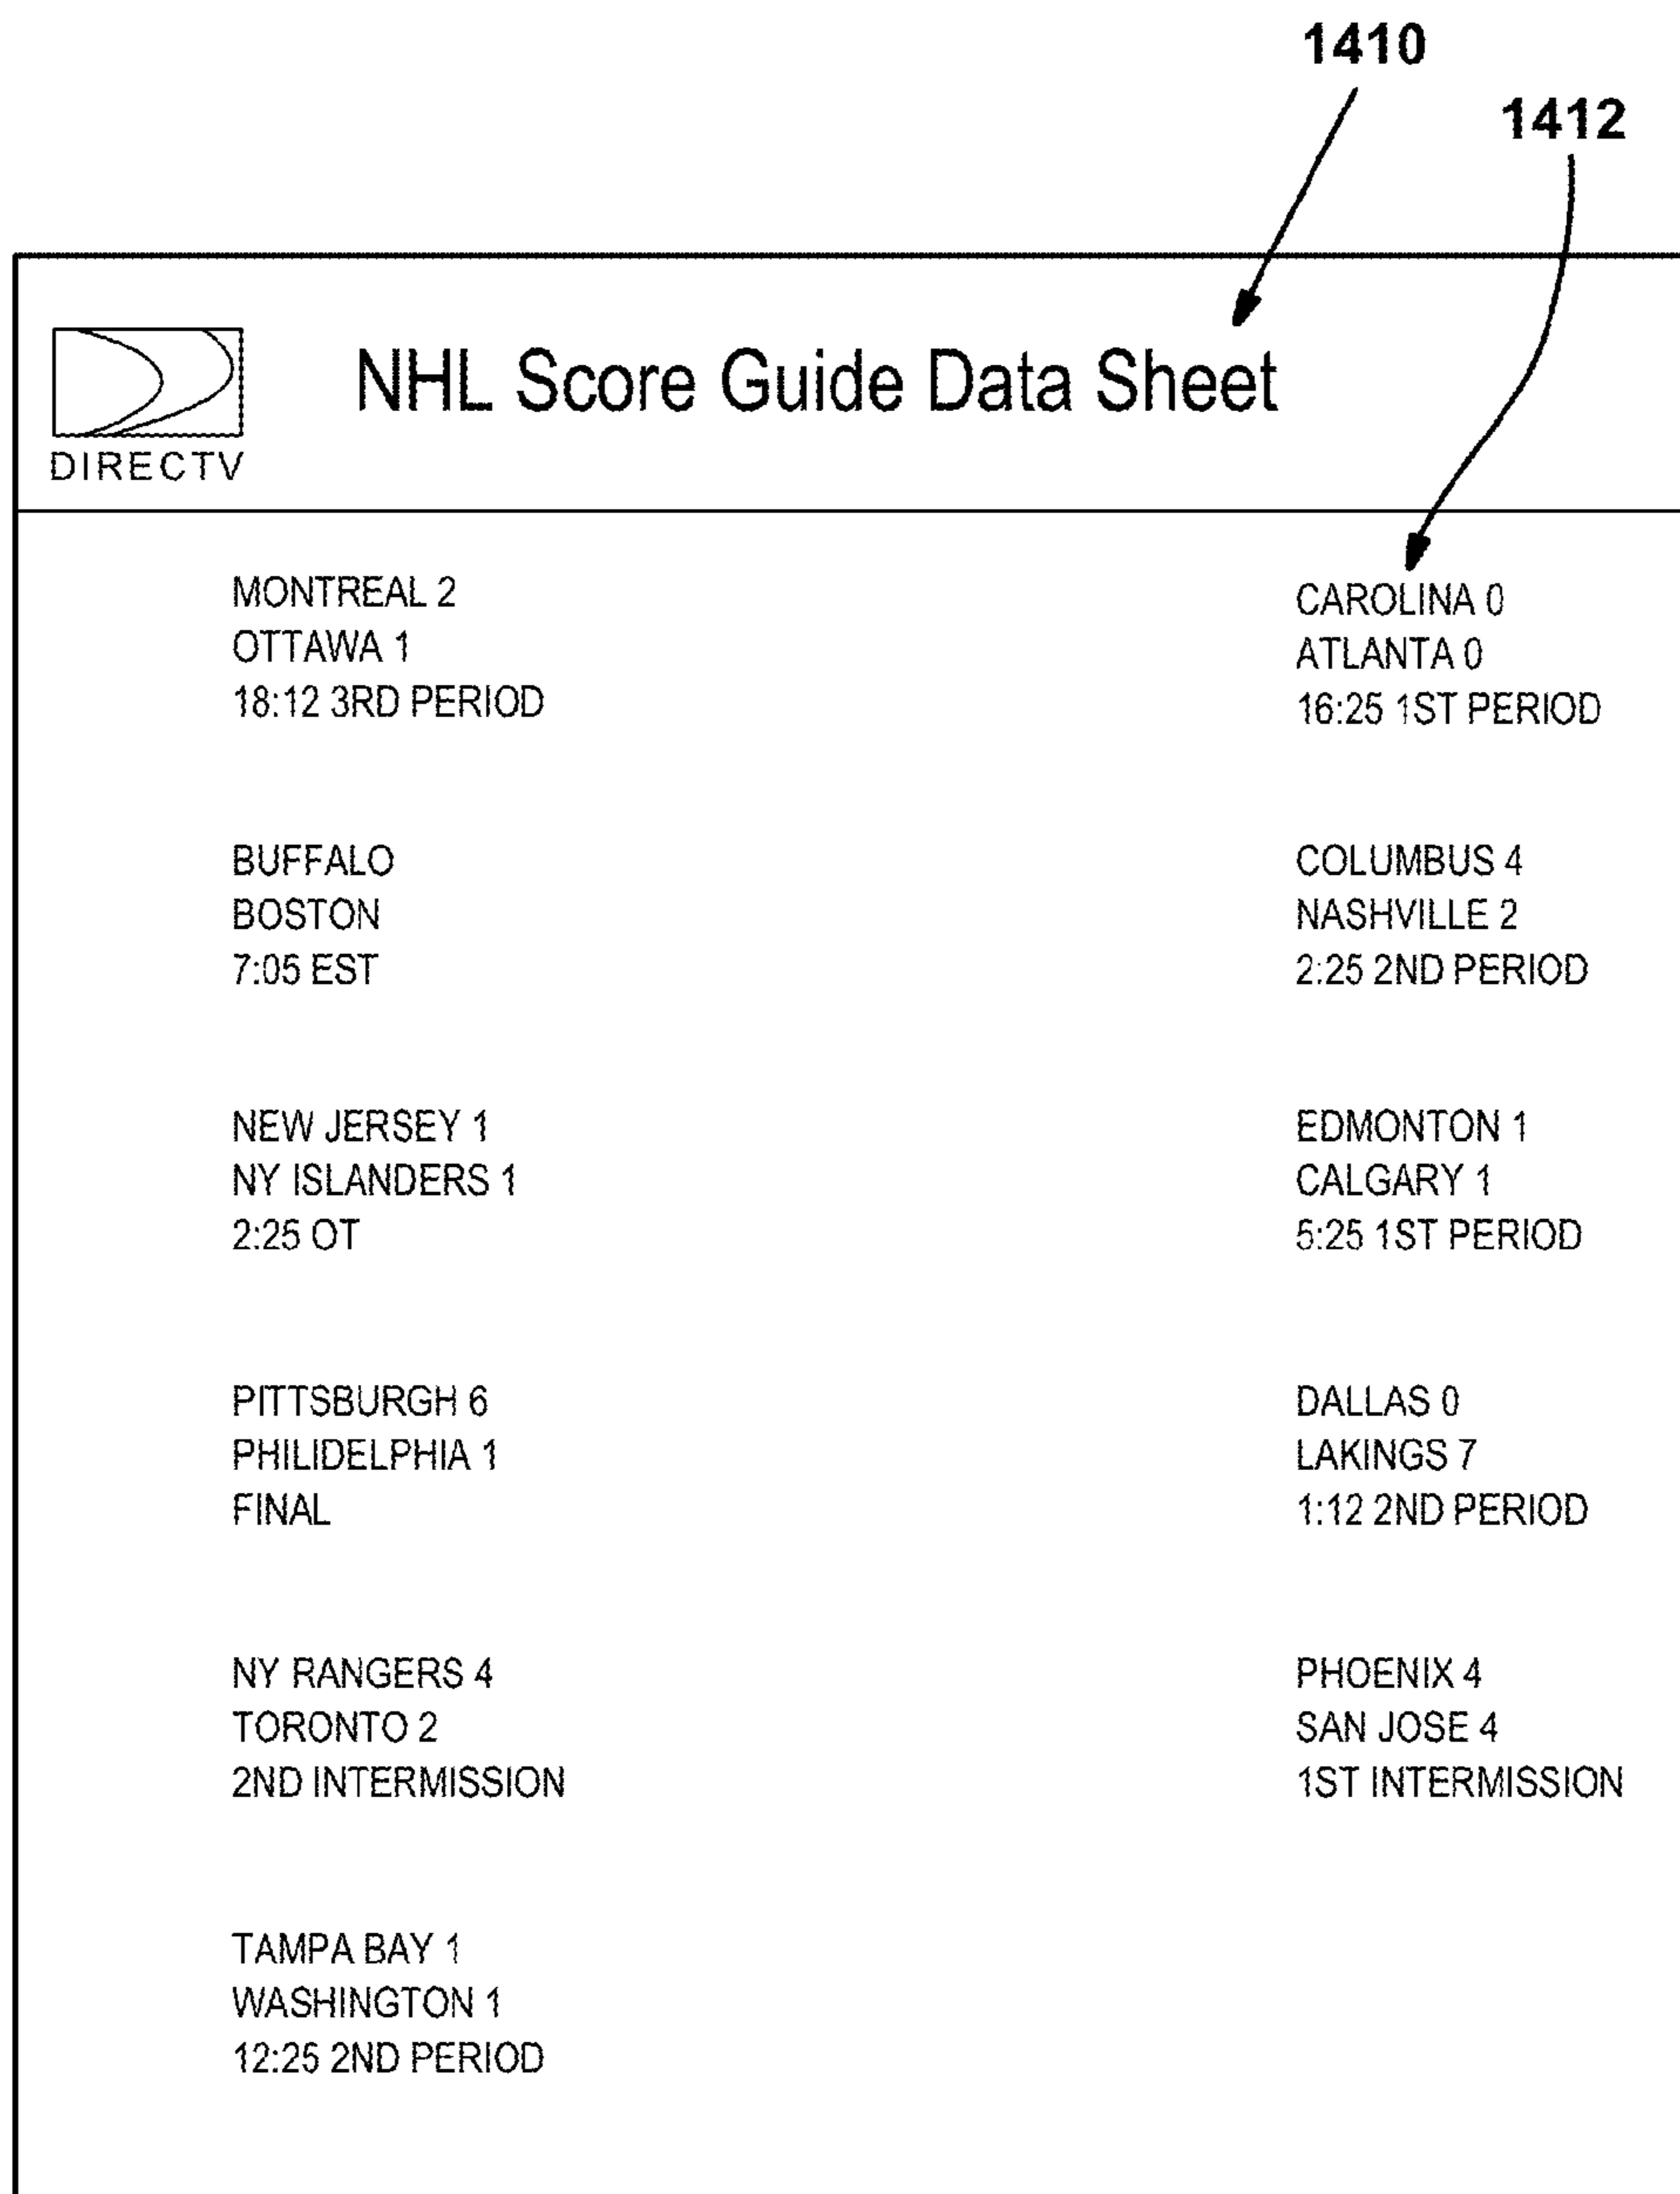 1410
1412
DIRECTV
NHL Score Guide Data Sheet
MONTREAL 2
OTTAWA 1
18:12 3RD PERIOD
BUFFALO
BOSTON
7:05 EST
NEW JERSEY 1
NY ISLANDERS 1
2:25 OT
PITTSBURGH 6
PHILIDELPHIA 1
FINAL
NY RANGERS 4
TORONTO 2
2ND INTERMISSION
TAMPA BAY 1
WASHINGTON 1
12:25 2ND PERIOD
CAROLINA 0
ATLANTA 0
16:25 1ST PERIOD
COLUMBUS 4
NASHVILLE 2
2:25 2ND PERIOD
EDMONTON 1
CALGARY 1
5:25 1ST PERIOD
DALLAS 0
LAKINGS 7
1:12 2ND PERIOD
PHOENIX 4
SAN JOSE 4
1ST INTERMISSION